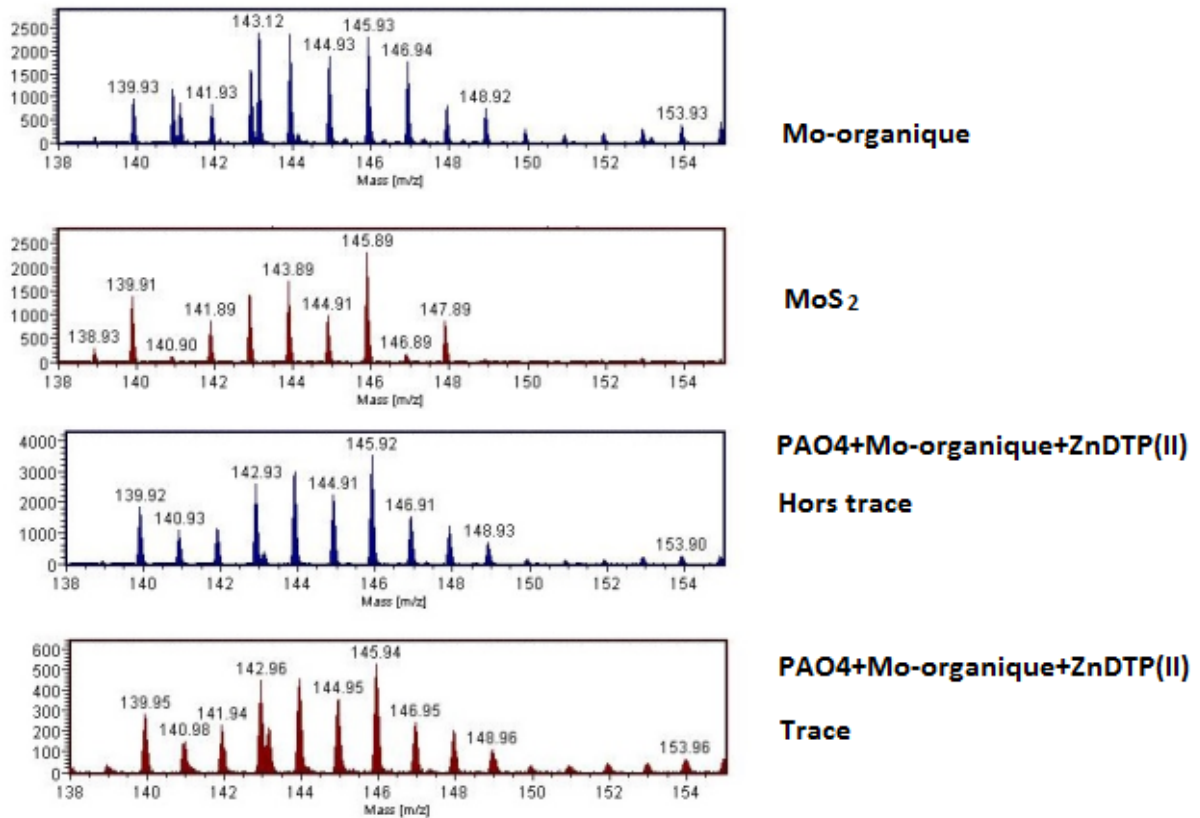 2500
2000
1500
1000
500
0
143.12 145.93
144.93
146.94
139.93 141.93 148.92
153.93
138 140 142 144 146 148 150 152 154
Mass [m/z]
Mo-organique
2500
2000
1500
1000
500
0
145.89
143.89
139.91
141.89 144.91 147.89
138.93 140.90 146.89
138 140 142 144 146 148 150 152 154
Mass [m/z]
MoS2
4000
3000
2000
1000
0
145.92
142.93
144.91
139.92
140.93 146.91
148.93
153.90
138 140 142 144 146 148 150 152 154
Mass [m/z]
PAO4+Mo-organique+ZnDTP(II)
Hors trace
600
500
400
300
200
100
0
145.94
142.96
144.95
139.95
141.94 146.95
140.98 148.96
153.96
138 140 142 144 146 148 150 152 154
Mass [m/z]
PAO4+Mo-organique+ZnDTP(II)
Trace